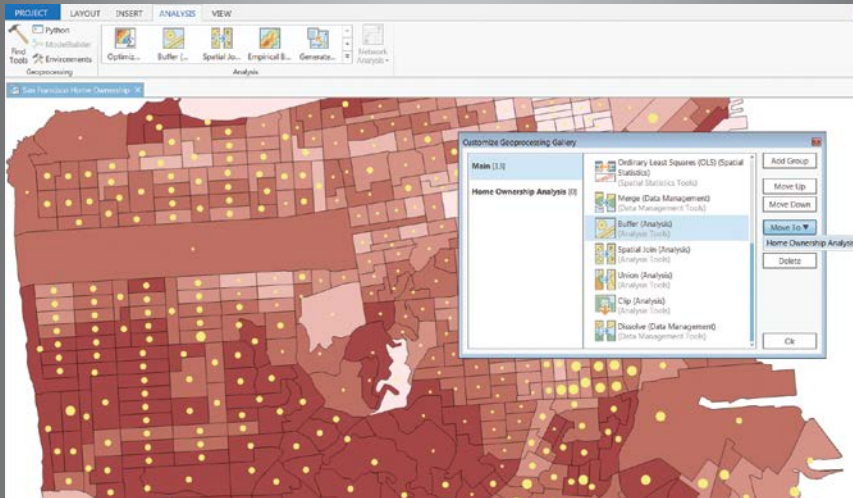 PROJECT LAYOUT INSERT ANALYSIS VIEW
Find
Tools
Python
ModelBuilder
Environments
Geoprocessing
Optimiz...
Buffer (...
Spatial Jo...
Empirical B...
Generate...
Analysis
Network
Analysis
San Francisco Home Ownership
Customize Geoprocessing Gallery
Main [13]
Home Ownership Analysis [0]
Ordinary Least Squares (OLS) (Spatial
Statistics)
(Spatial Statistics Tools)
Merge (Data Management)
(Data Management Tools)
Buffer (Analysis)
(Analysis Tools)
Spatial Join (Analysis)
(Analysis Tools)
Union (Analysis)
(Analysis Tools)
Clip (Analysis)
(Analysis Tools)
Dissolve (Data Management)
(Data Management Tools)
Add Group
Move Up
Move Down
Move To
Home Ownership Analysis
Delete
Ok